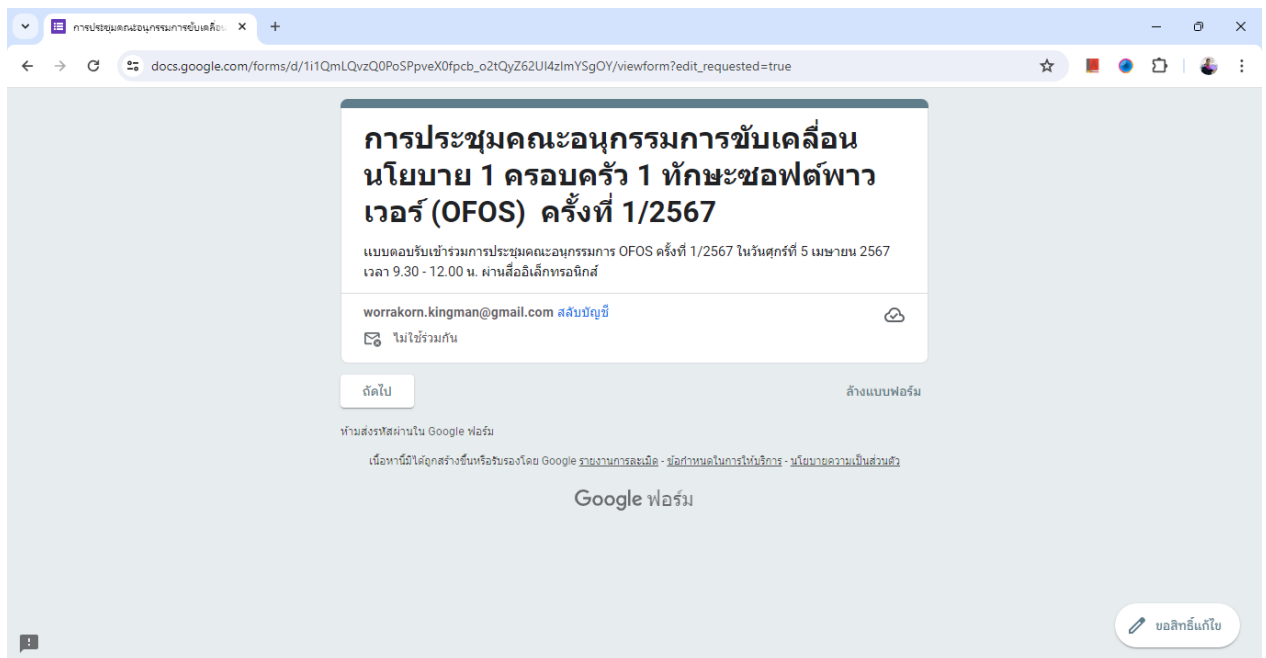 การประชุมคณะอนุกรรมการขับเคลื่อน
docs.google.com/forms/d/1i1QmLQvzQ0PoSPpveX0fpcb_o2tQyZ62UI4zImYSgOY/viewform?edit_requested=true
การประชุมคณะอนุกรรมการขับเคลื่อน
นโยบาย 1 ครอบครัว 1 ทักษะซอฟต์พาว
เวอร์ (OFOS) ครั้งที่ 1/2567
แบบตอบรับเข้าร่วมการประชุมคณะอนุกรรมการ OFOS ครั้งที่ 1/2567 ในวันศุกร์ที่ 5 เมษายน 2567
เวลา 9.30 - 12.00 น. ผ่านสื่ออิเล็กทรอนิกส์
worrakorn.kingman@gmail.com สลับบัญชี
ไม่ใช้ร่วมกัน
ถัดไป ล้างแบบฟอร์ม
ห้ามส่งรหัสผ่านใน Google ฟอร์ม
เนื้อหานี้มิได้ถูกสร้างขึ้นหรือรับรองโดย Google รายงานการละเมิด - ข้อกำหนดในการให้บริการ - นโยบายความเป็นส่วนตัว
Google ฟอร์ม
ขอสิทธิ์แก้ไข